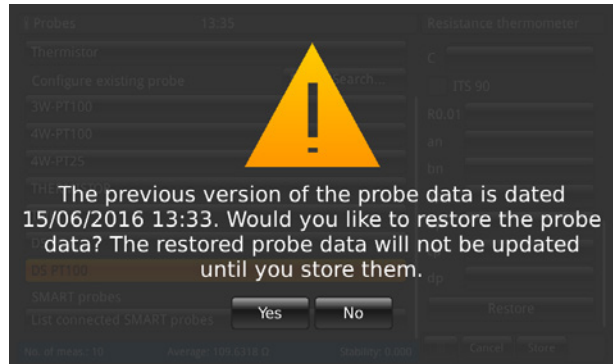 Probes 13:35 Resistance thermometer
Thermistor
C
Configure existing probe Search...
ITS 90
3W-PT100
R0.01
4W-PT100
an
4W-PT25
bn
!
The previous version of the probe data is dated
15/06/2016 13:33. Would you like to restore the probe
data? The restored probe data will not be updated
until you store them.
DS-PT100
dp
SMART probes
Yes No
Restore
List connected SMART probes
No. of meas.: 10 Average: 109.6318 Ω Stability: 0.000
Cancel Store